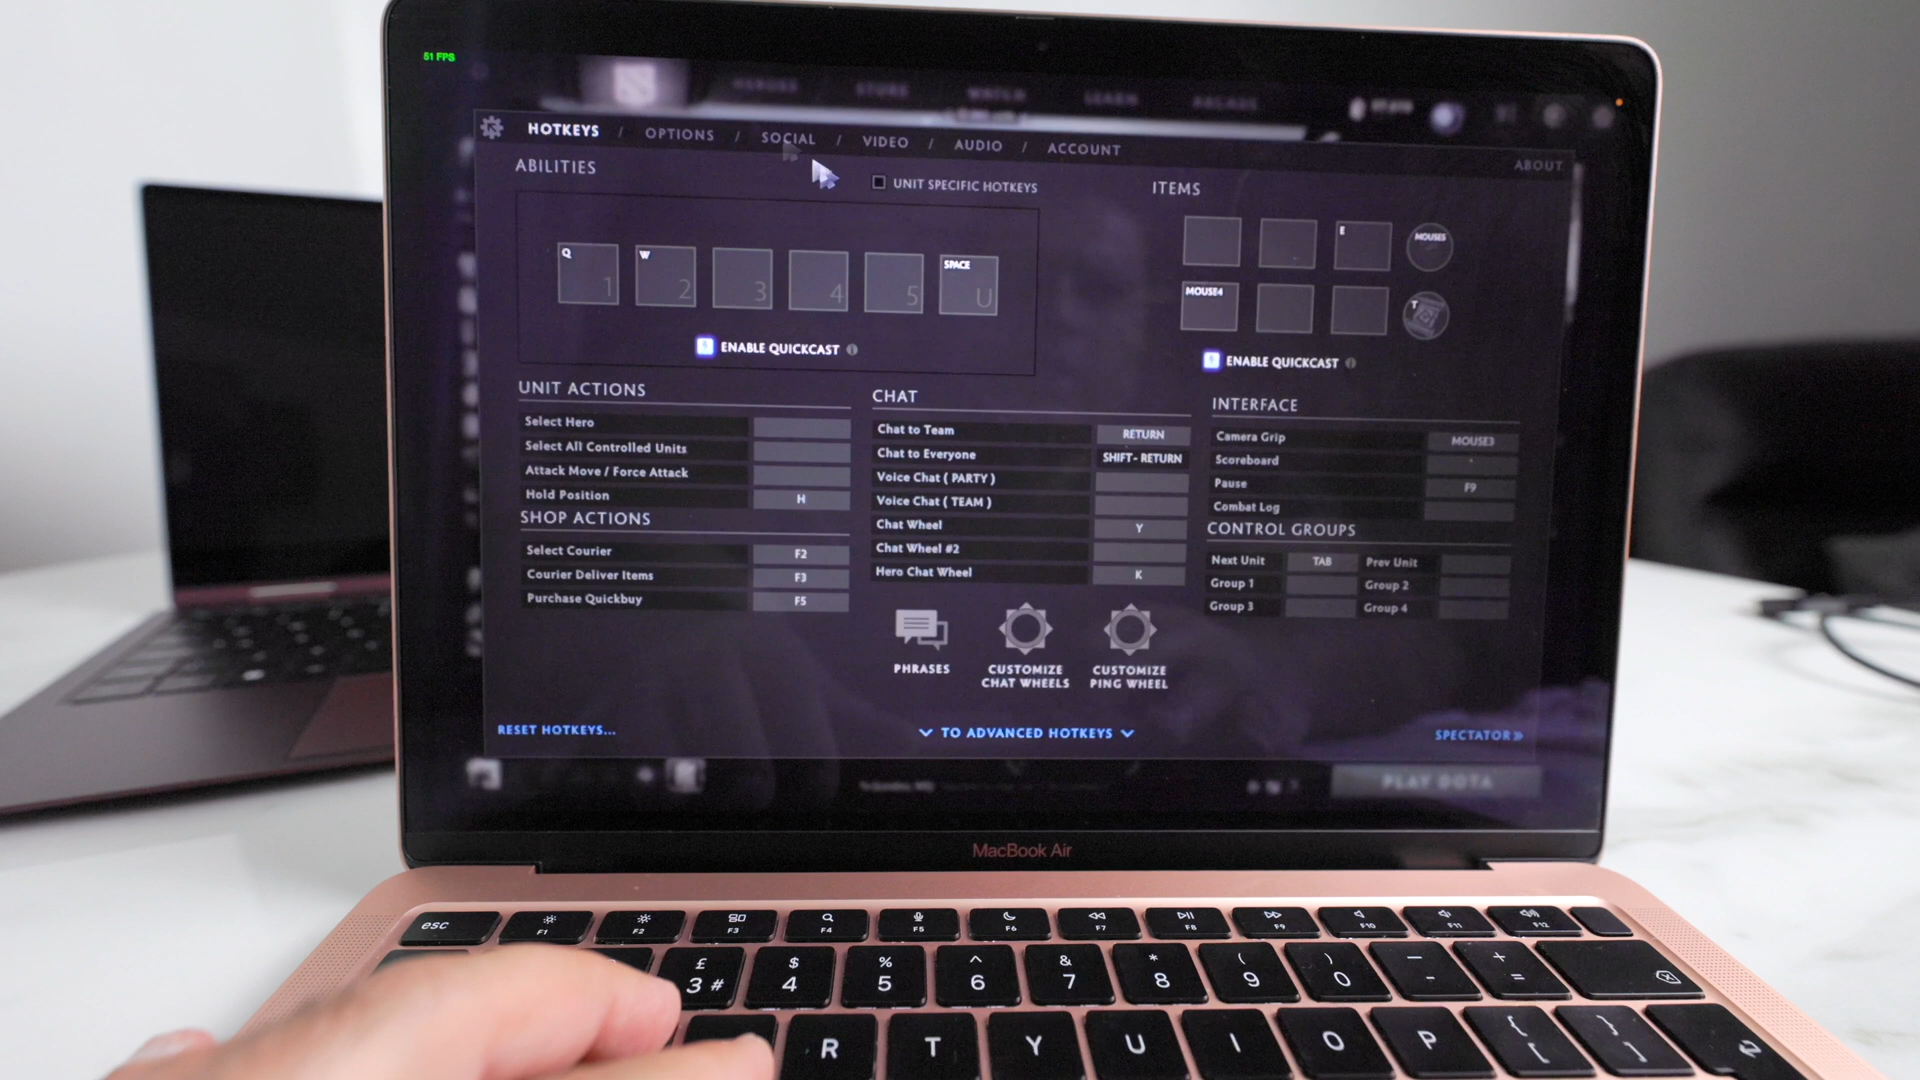 51 FPS
HEROES STORE WATCH LEARN ARCADE
HOTKEYS / OPTIONS / SOCIAL / VIDEO / AUDIO / ACCOUNT
ABOUT
ABILITIES
UNIT SPECIFIC HOTKEYS
ITEMS
Q W SPACE
1 2 3 4 5 U
E MOUSE5
MOUSE4 T
ENABLE QUICKCAST
ENABLE QUICKCAST
UNIT ACTIONS
Select Hero
Select All Controlled Units
Attack Move / Force Attack
Hold Position H
SHOP ACTIONS
Select Courier F2
Courier Deliver Items F3
Purchase Quickbuy F5
CHAT
Chat to Team RETURN
Chat to Everyone SHIFT- RETURN
Voice Chat ( PARTY )
Voice Chat ( TEAM )
Chat Wheel Y
Chat Wheel #2
Hero Chat Wheel K
PHRASES
CUSTOMIZE
CHAT WHEELS
CUSTOMIZE
PING WHEEL
INTERFACE
Camera Grip MOUSE3
Scoreboard
Pause F9
Combat Log
CONTROL GROUPS
Next Unit TAB Prev Unit
Group 1 Group 2
Group 3 Group 4
RESET HOTKEYS...
TO ADVANCED HOTKEYS
SPECTATOR»
PLAY DOTA
MacBook Air
esc F1 F2 F3 F4 F5 F6 F7 F8 F9 F10 F11 F12
£ $ % ^ & * ( ) — +
3 # 4 5 6 7 8 9 0 - =
R T Y U I O P { }
[ ]